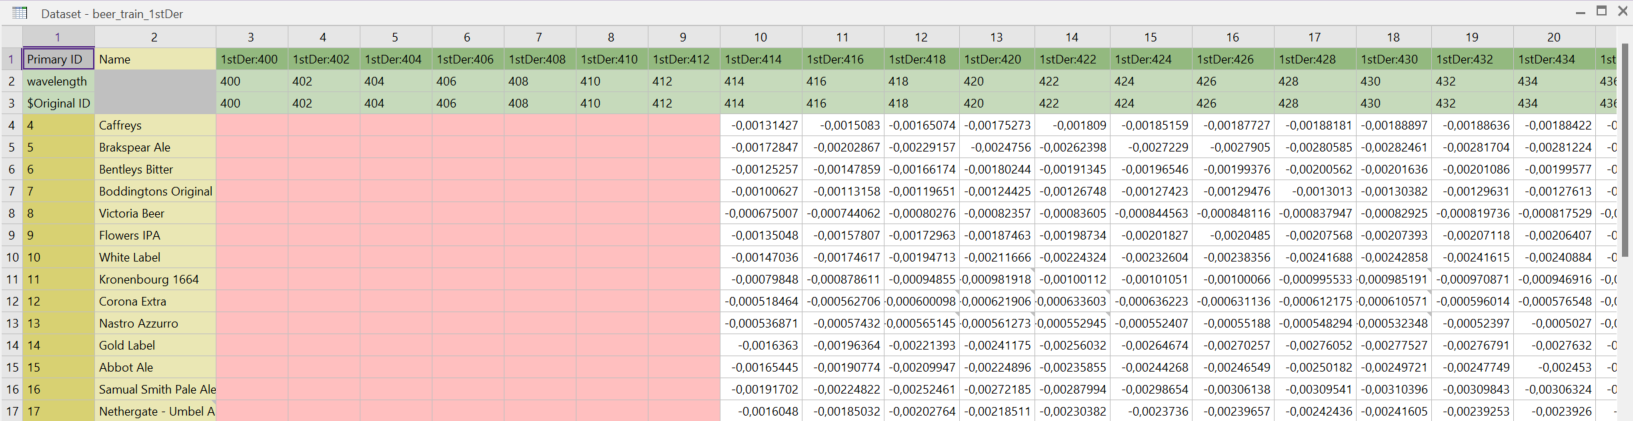 Dataset - beer_train_1stDer
1 2 3 4 5 6 7 8 9 10 11 12 13 14 15 16 17 18 19 20
1 Primary ID Name 1stDer:400 1stDer:402 1stDer:404 1stDer:406 1stDer:408 1stDer:410 1stDer:412 1stDer:414 1stDer:416 1stDer:418 1stDer:420 1stDer:422 1stDer:424 1stDer:426 1stDer:428 1stDer:430 1stDer:432 1stDer:434
2 wavelength 400 402 404 406 408 410 412 414 416 418 420 422 424 426 428 430 432 434 436
3 $Original ID 400 402 404 406 408 410 412 414 416 418 420 422 424 426 428 430 432 434 436
4 4 Caffreys -0,00131427 -0,0015083 -0,00165074 -0,00175273 -0,001809 -0,00185159 -0,00187727 -0,00188181 -0,00188897 -0,00188636 -0,00188422
5 5 Brakspear Ale -0,00172847 -0,00202867 -0,00229157 -0,0024756 -0,00262398 -0,0027229 -0,0027905 -0,00280585 -0,00282461 -0,00281704 -0,00281224
6 6 Bentleys Bitter -0,00125257 -0,00147859 -0,00166174 -0,00180244 -0,00191345 -0,00196546 -0,00199376 -0,00200562 -0,00201636 -0,00201086 -0,00199577
7 7 Boddingtons Original -0,00100627 -0,00113158 -0,00119651 -0,00124425 -0,00126748 -0,00127423 -0,00129476 -0,0013013 -0,00130382 -0,00129631 -0,00127613
8 8 Victoria Beer -0,000675007 -0,000744062 -0,00080276 -0,00082357 -0,00083605 -0,000844563 -0,000848116 -0,000837947 -0,00082925 -0,000819736 -0,000817529
9 9 Flowers IPA -0,00135048 -0,00157807 -0,00172963 -0,00187463 -0,00198734 -0,00201827 -0,0020485 -0,00207568 -0,00207393 -0,00207118 -0,00206407
10 10 White Label -0,00147036 -0,00174617 -0,00194713 -0,00211666 -0,00224324 -0,00232604 -0,00238356 -0,00241688 -0,00242858 -0,00241615 -0,00240884
11 11 Kronenbourg 1664 -0,00079848 -0,000878611 -0,00094855 -0,000981918 -0,00100112 -0,00101051 -0,00100066 -0,000995533 -0,000985191 -0,000970871 -0,000946916
12 12 Corona Extra -0,000518464 -0,000562706 -0,000600098 -0,000621906 -0,000633603 -0,000636223 -0,000631136 -0,000612175 -0,000610571 -0,000596014 -0,000576548
13 13 Nastro Azzurro -0,000536871 -0,00057432 -0,000565145 -0,000561273 -0,000552945 -0,000552407 -0,00055188 -0,000548294 -0,000532348 -0,00052397 -0,0005027
14 14 Gold Label -0,0016363 -0,00196364 -0,00221393 -0,00241175 -0,00256032 -0,00264674 -0,00270257 -0,00276052 -0,00277527 -0,00276791 -0,0027632
15 15 Abbot Ale -0,00165445 -0,00190774 -0,00209947 -0,00224896 -0,00235855 -0,00244268 -0,00246549 -0,00250182 -0,00249721 -0,00247749 -0,002453
16 16 Samual Smith Pale Ale -0,00191702 -0,00224822 -0,00252461 -0,00272185 -0,00287994 -0,00298654 -0,00306138 -0,00309541 -0,00310396 -0,00309843 -0,00306324
17 17 Nethergate - Umbel A -0,0016048 -0,00185032 -0,00202764 -0,00218511 -0,00230382 -0,0023736 -0,00239657 -0,00242436 -0,00241605 -0,00239253 -0,0023926